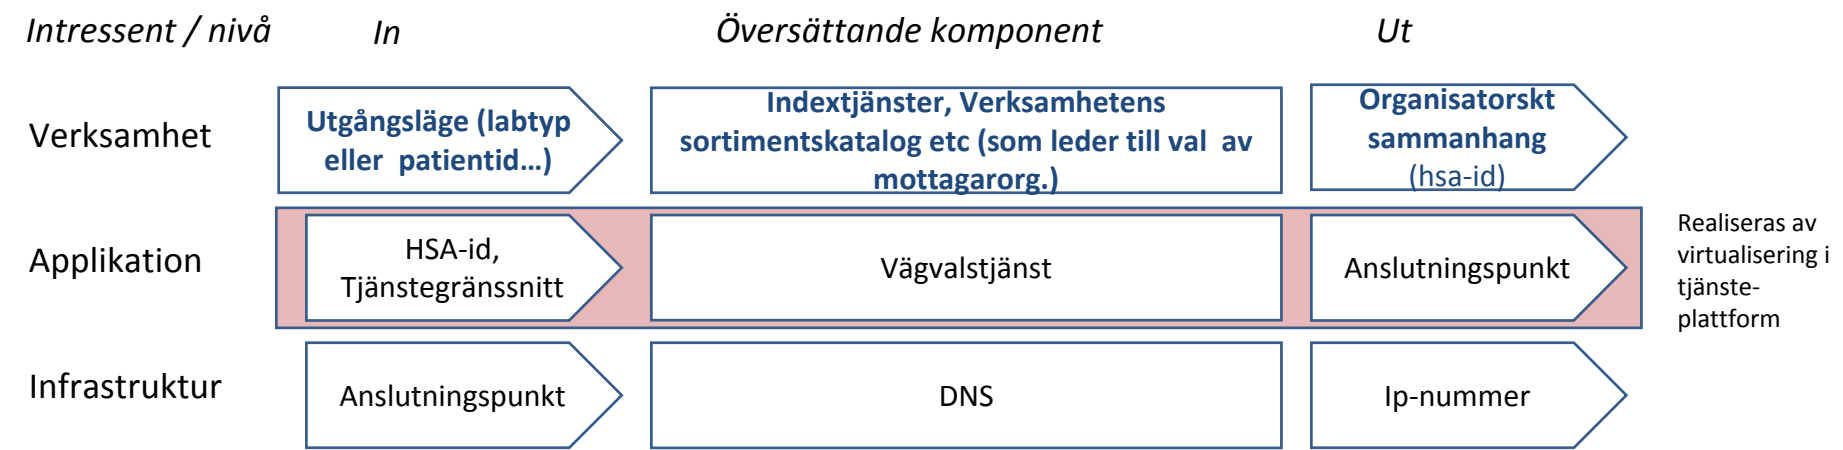 Intressent / nivå
In
Översättande komponent
Ut
Verksamhet
Utgångsläge (labtyp
eller patientid...)
Indextjänster, Verksamhetens
sortimentskatalog etc (som leder till val av
mottagarorg.)
Organisatorskt
sammanhang
(hsa-id)
Applikation
HSA-id,
Tjänstegränssnitt
Vägvalstjänst
Anslutningspunkt
Realiseras av
virtualisering i
tjänste-
plattform
Infrastruktur
Anslutningspunkt
DNS
Ip-nummer